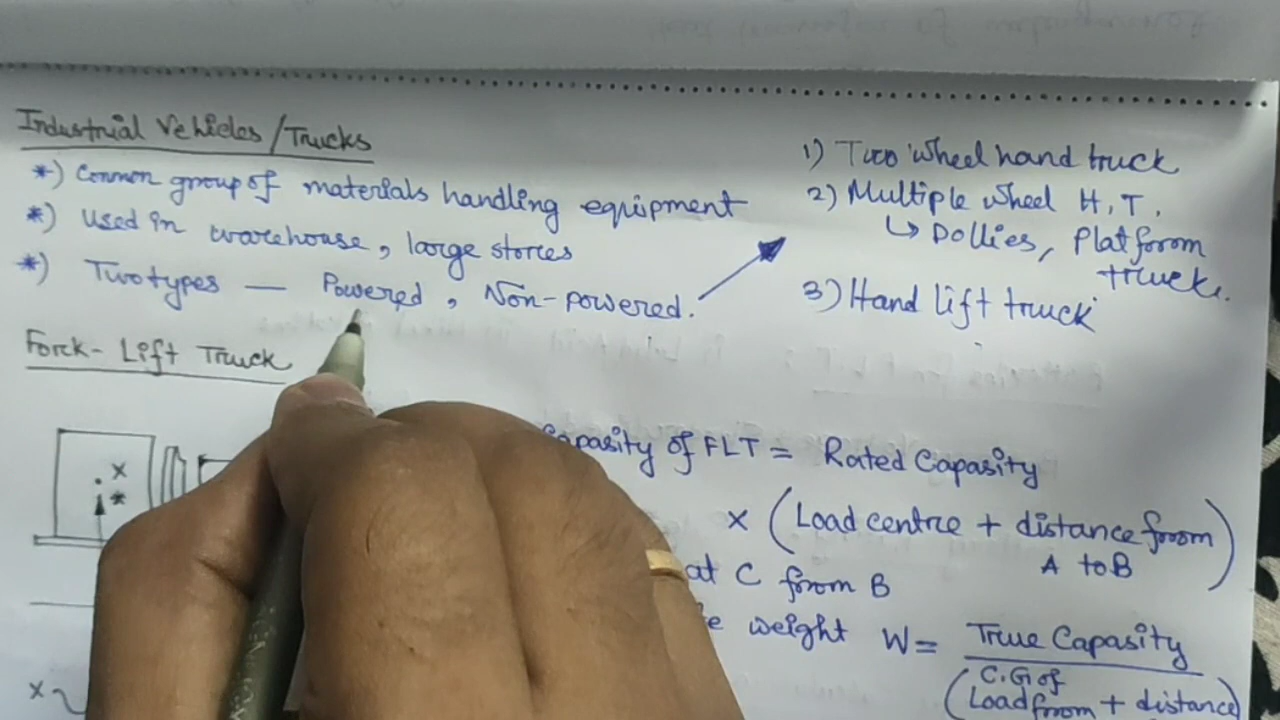 Industrial Vehicles/Trucks
*) Common group of materials handling equipment
*) Used in warehouse, large stores
*) Two types — Powered, Non-powered.
1) Two wheel hand truck
2) Multiple wheel H.T.
↳ Dollies, Platform
truck.
3) Hand lift truck
Fork-Lift Truck
x
*
Capasity of FLT = Rated Capasity
x (Load centre + distance from
A to B)
at C from B
weight W = True Capasity
(C.G of
Load from + distance
x